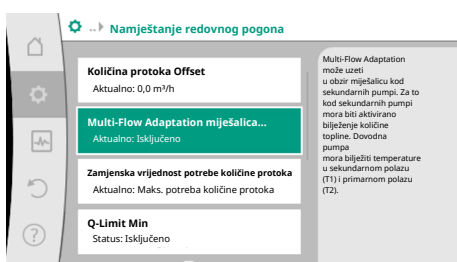 ..
Namještanje redovnog pogona
Količina protoka Offset
Aktualno: 0,0 m³/h
Multi-Flow Adaptation miješalica...
Aktualno: Isključeno
Zamjenska vrijednost potrebe količine protoka
Aktualno: Maks. potreba količine protoka
Q-Limit Min
Status: Isključeno
Multi-Flow Adaptation
može uzeti
u obzir miješalicu kod
sekundarnih pumpi. Za to
kod sekundarnih pumpi
mora biti aktivirano
bilježenje količine
topline. Dovodna
pumpa
mora bilježiti temperature
u sekundarnom polazu
(T1) i primarnom polazu
(T2).